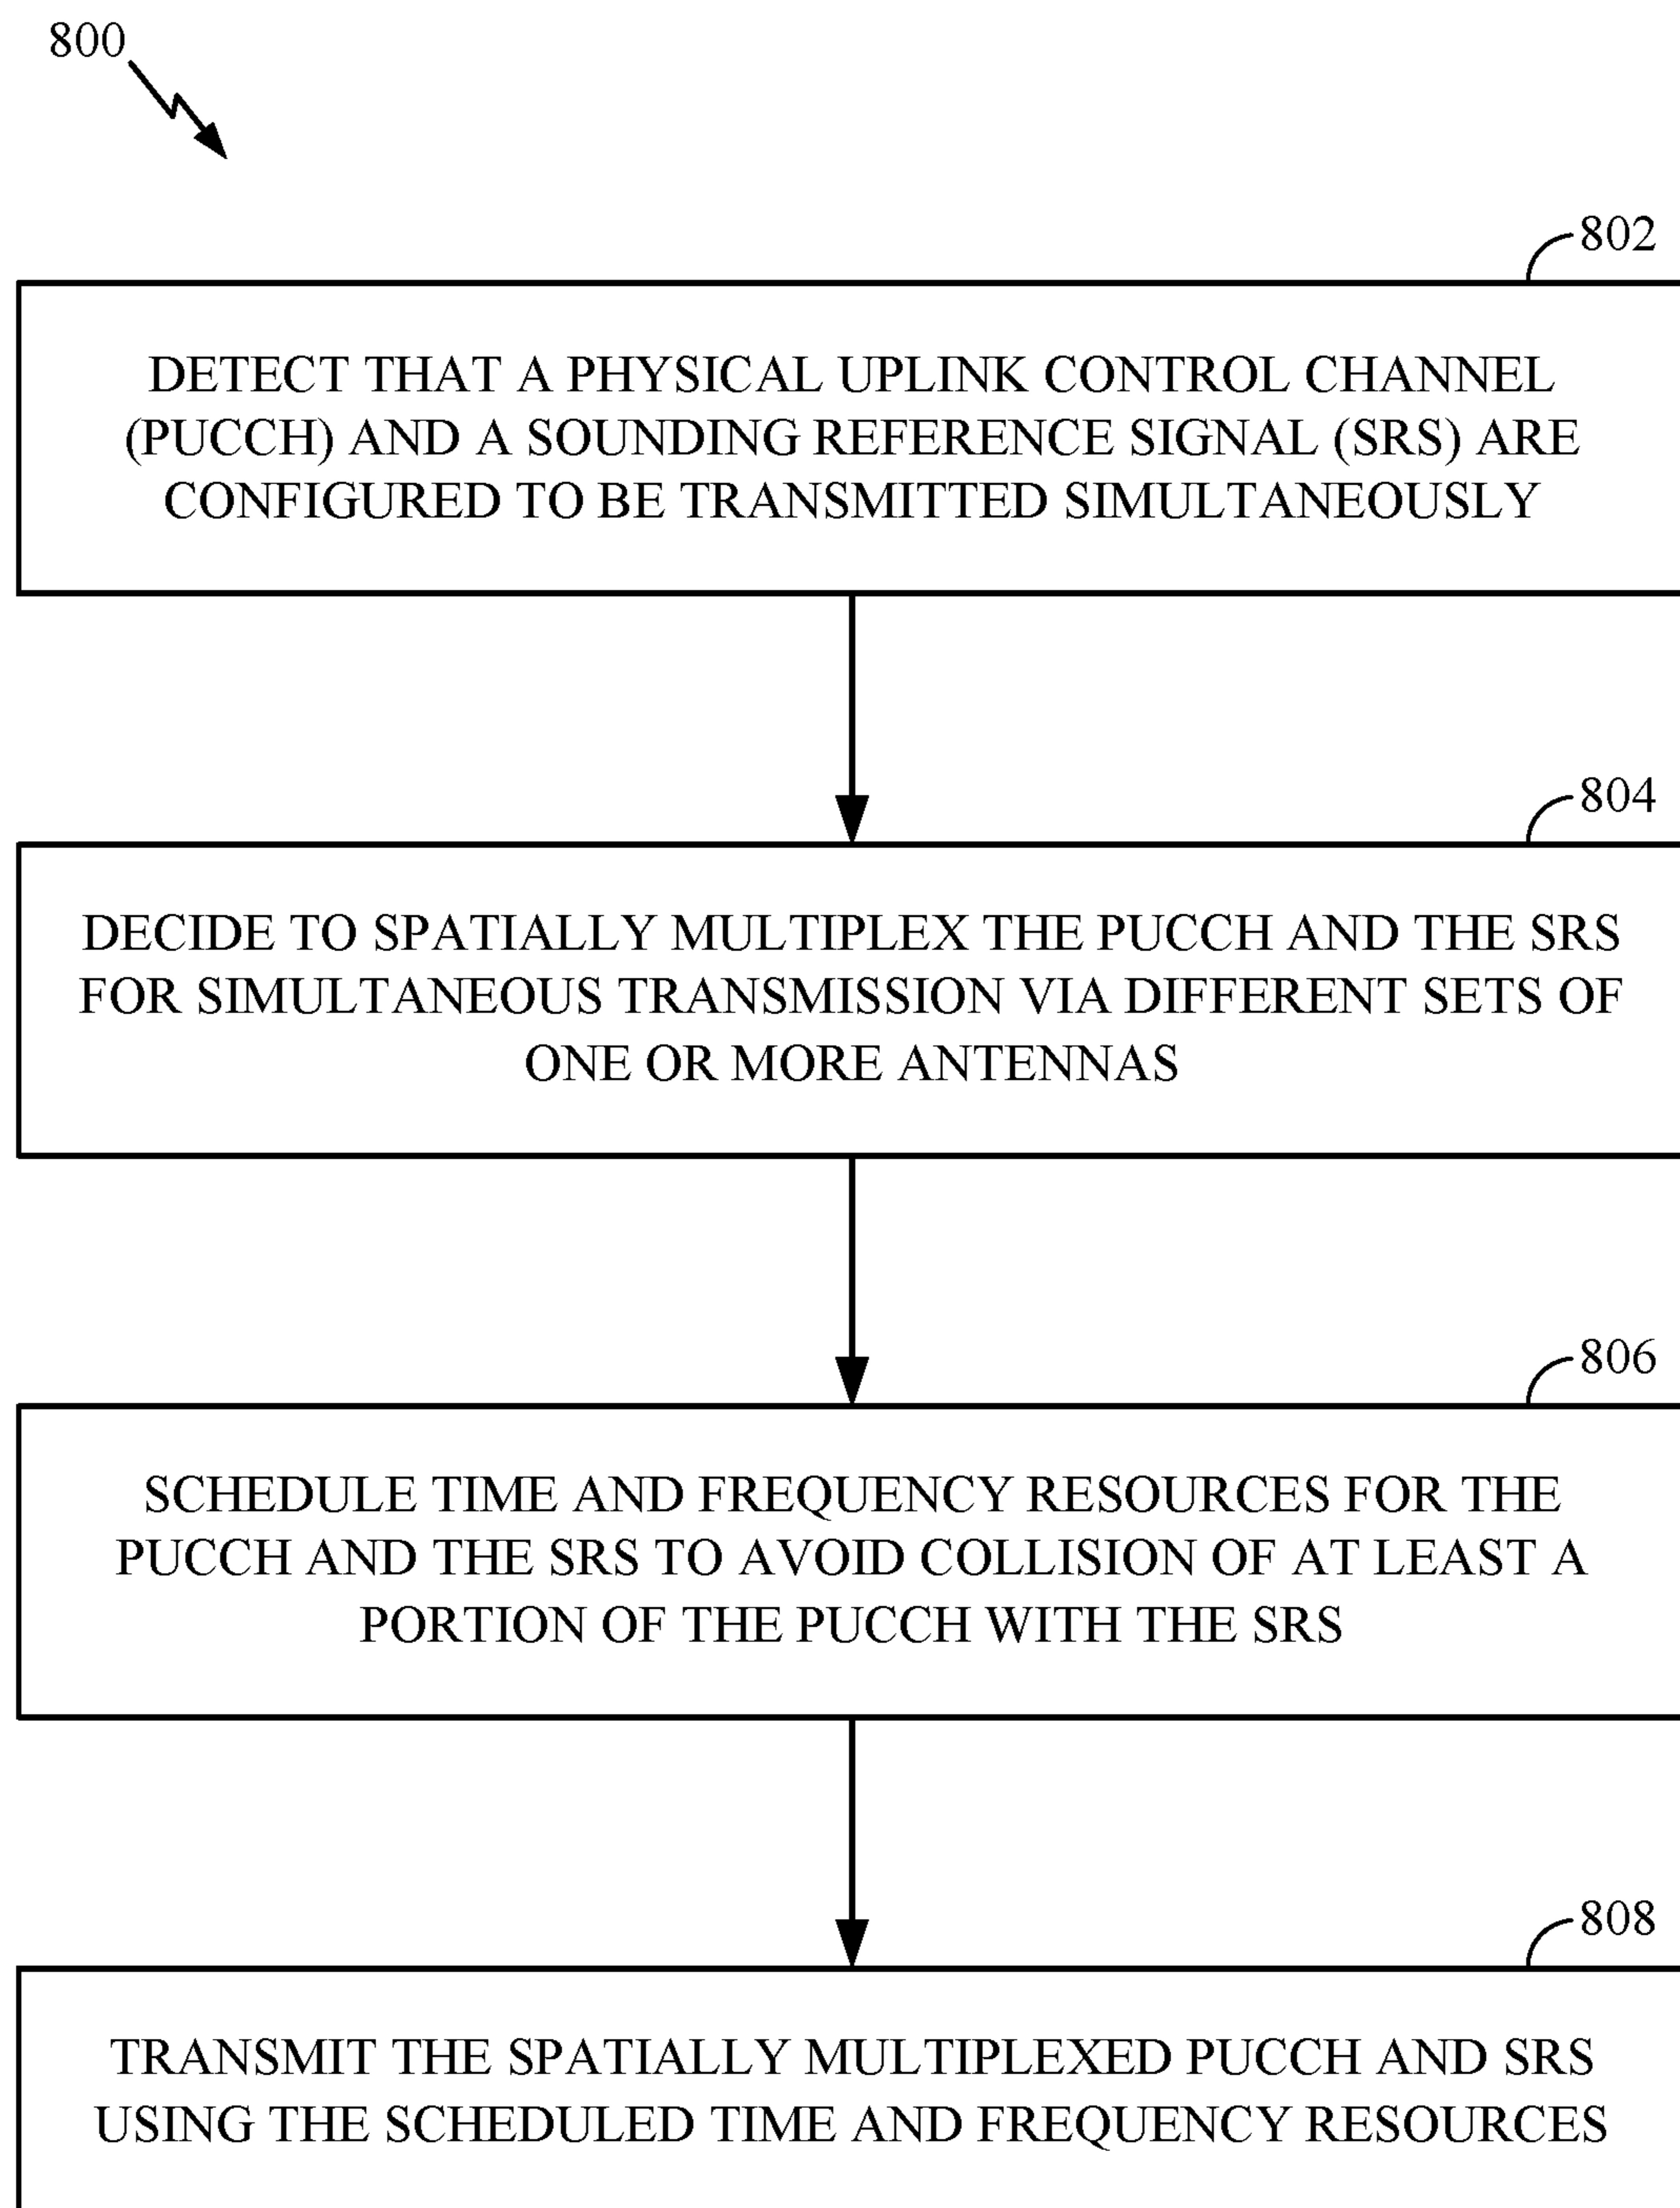 800
802
DETECT THAT A PHYSICAL UPLINK CONTROL CHANNEL
(PUCCH) AND A SOUNDING REFERENCE SIGNAL (SRS) ARE
CONFIGURED TO BE TRANSMITTED SIMULTANEOUSLY
804
DECIDE TO SPATIALLY MULTIPLEX THE PUCCH AND THE SRS
FOR SIMULTANEOUS TRANSMISSION VIA DIFFERENT SETS OF
ONE OR MORE ANTENNAS
806
SCHEDULE TIME AND FREQUENCY RESOURCES FOR THE
PUCCH AND THE SRS TO AVOID COLLISION OF AT LEAST A
PORTION OF THE PUCCH WITH THE SRS
808
TRANSMIT THE SPATIALLY MULTIPLEXED PUCCH AND SRS
USING THE SCHEDULED TIME AND FREQUENCY RESOURCES